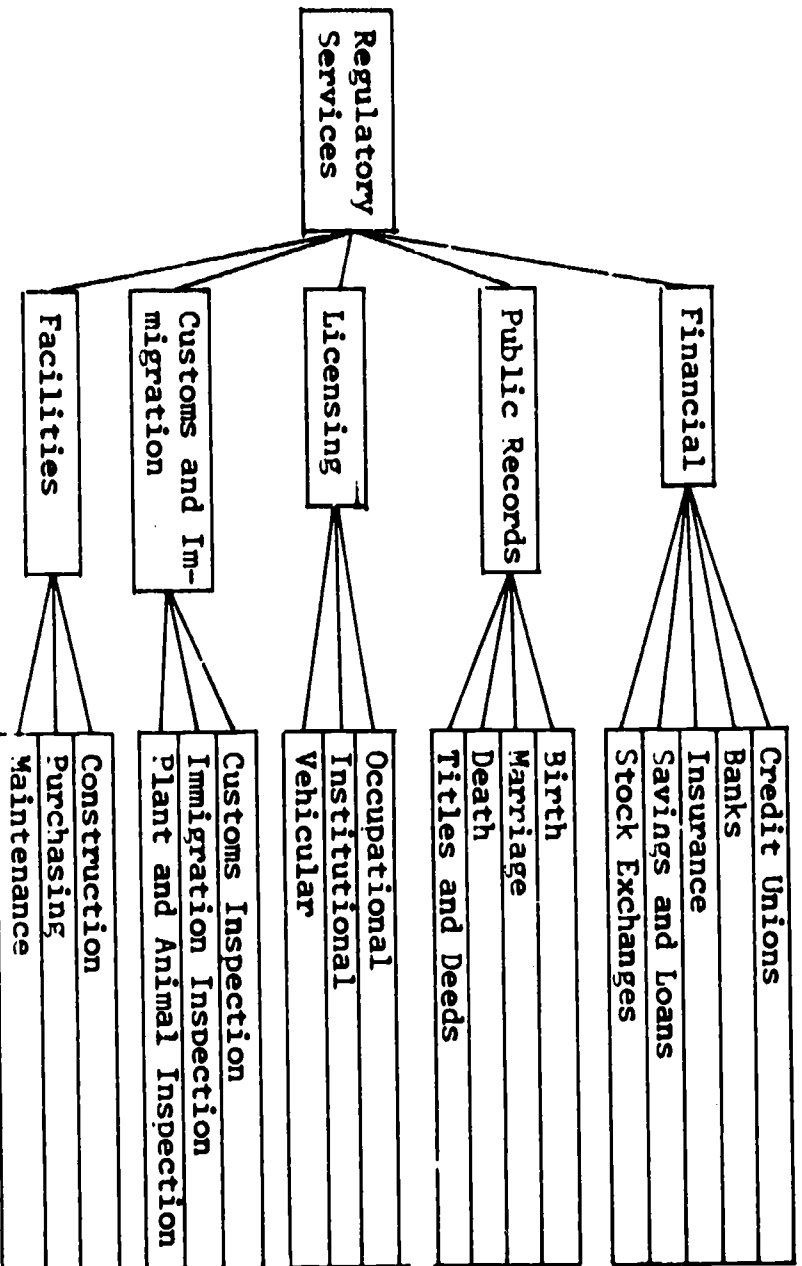 Regulatory
Services
Financial
Credit Unions
Banks
Insurance
Savings and Loans
Stock Exchanges
Public Records
Birth
Marriage
Death
Titles and Deeds
Licensing
Occupational
Institutional
Vehicular
Customs and Im-
migration
Customs Inspection
Immigration Inspection
Plant and Animal Inspection
Facilities
Construction
Purchasing
Maintenance